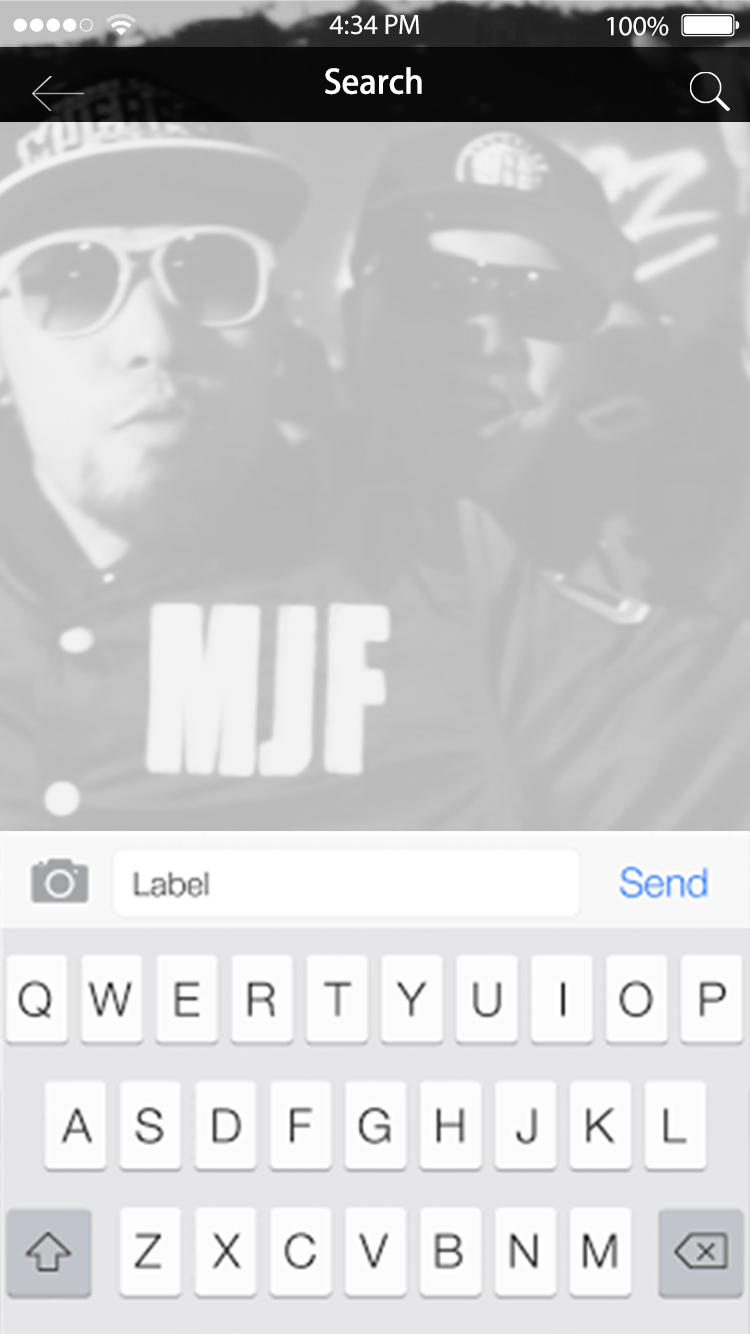 4:34 PM 100%
Search
MJF
Label Send
Q W E R T Y U I O P
A S D F G H J K L
Z X C V B N M